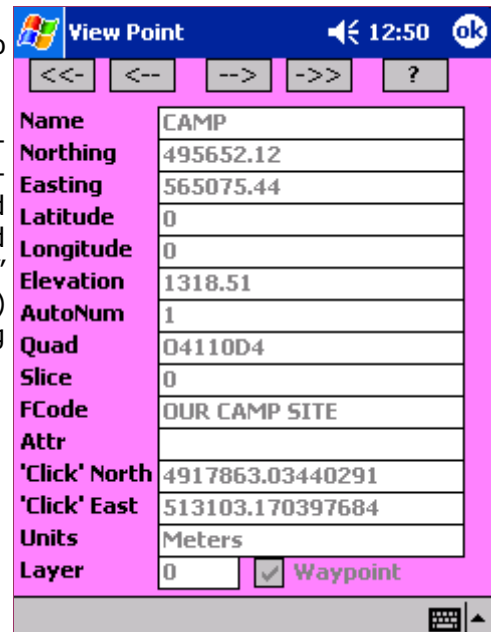 View Point 12:50 ok
<<- <-- --> ->> ?
Name CAMP
Northing 495652.12
Easting 565075.44
Latitude 0
Longitude 0
Elevation 1318.51
AutoNum 1
Quad O4110D4
Slice 0
FCode OUR CAMP SITE
Attr
'Click' North 4917863.03440291
'Click' East 513103.170397684
Units Meters
Layer 0 Waypoint